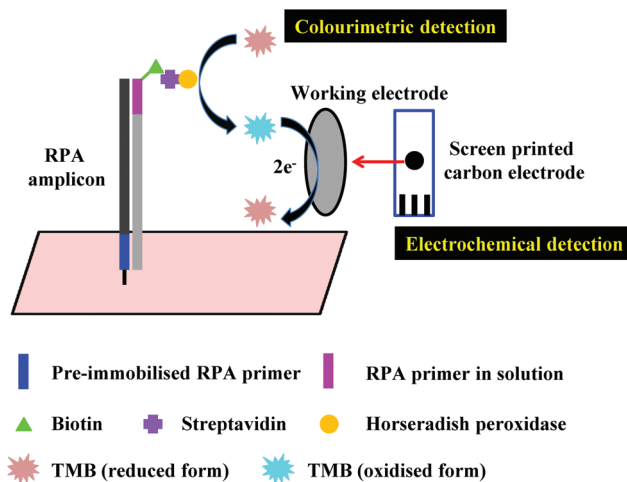 Colourimetric detection
Working electrode
RPA
amplicon
2e-
Screen printed
carbon electrode
Electrochemical detection
Pre-immobilised RPA primer
RPA primer in solution
Biotin
Streptavidin
Horseradish peroxidase
TMB (reduced form)
TMB (oxidised form)